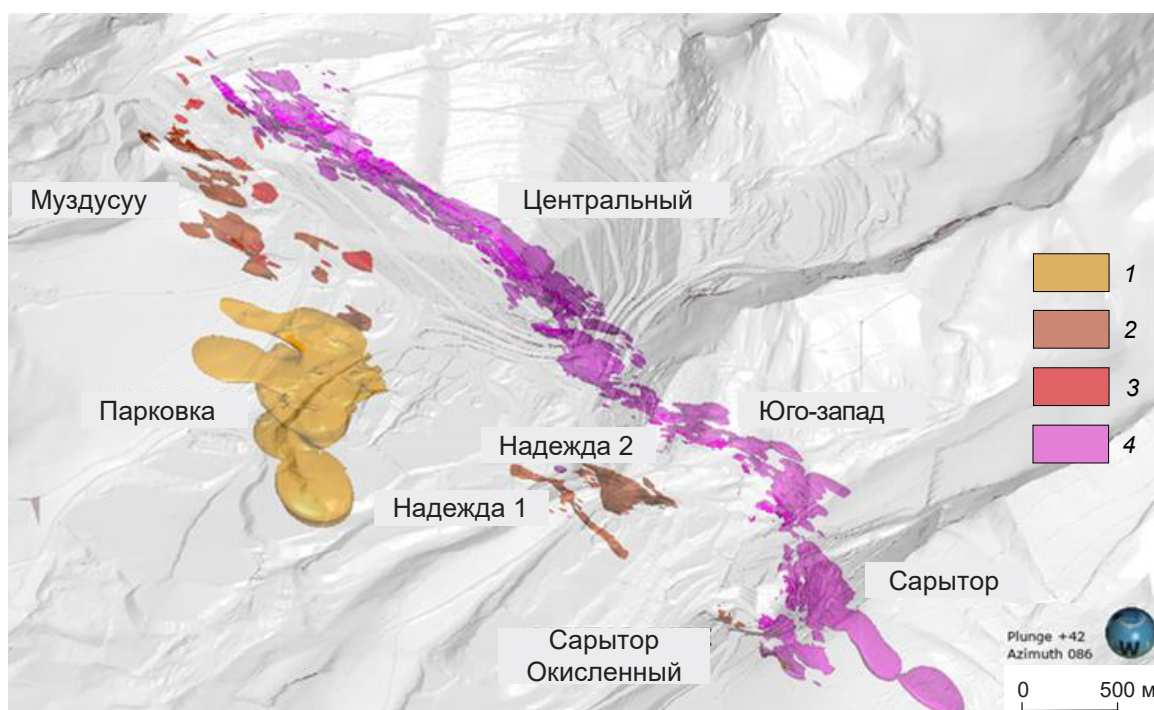 Муздусуу
Центральный
1
2
Парковка
3
Юго-запад
Надежда 2
4
Надежда 1
Сарытор
Сарытор
Окисленный
Plunge +42
Azimuth 086
W
0 500 м